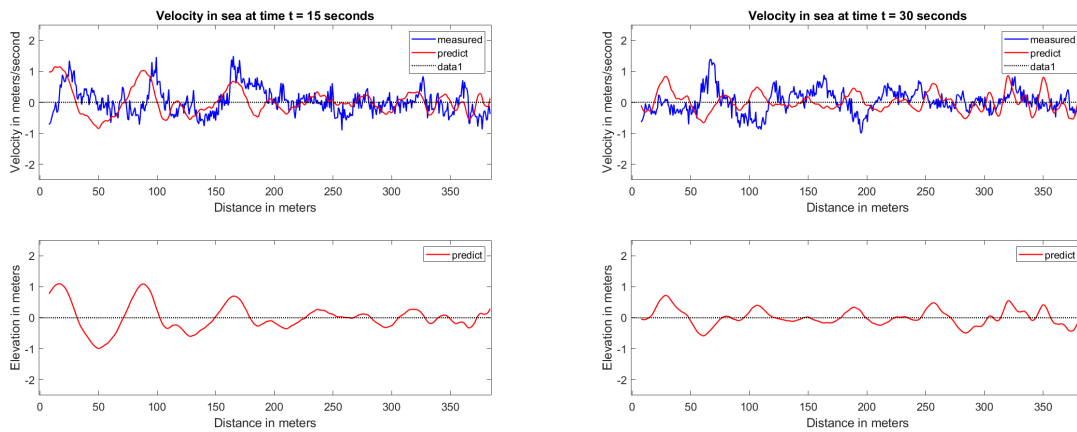 Velocity in sea at time t = 15 seconds
Velocity in meters/second
2
1
0
-1
-2
measured
predict
data1
0 50 100 150 200 250 300 350
Distance in meters
Velocity in sea at time t = 30 seconds
Velocity in meters/second
2
1
0
-1
-2
measured
predict
data1
0 50 100 150 200 250 300 350
Distance in meters
Elevation in meters
2
1
0
-1
-2
predict
0 50 100 150 200 250 300 350
Distance in meters
Elevation in meters
2
1
0
-1
-2
predict
0 50 100 150 200 250 300 350
Distance in meters